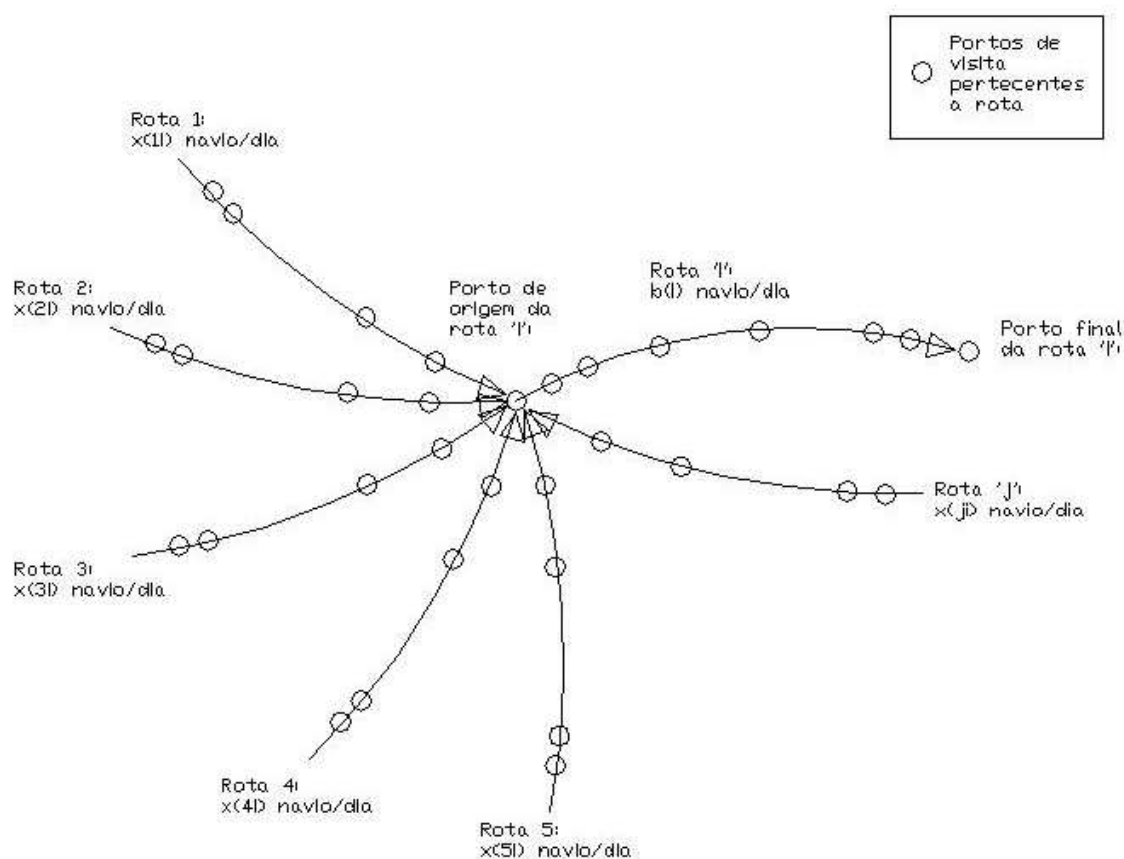 Portos de
visita
pertecentes
a rota
Rota 1:
x(1i) navio/dia
Rota 2:
x(2i) navio/dia
Porto de
origem da
rota 'i':
Rota 'i':
b(i) navio/dia
Porto final
da rota 'i':
Rota 3:
x(3i) navio/dia
Rota 'j':
x(ji) navio/dia
Rota 4:
x(4i) navio/dia
Rota 5:
x(5i) navio/dia